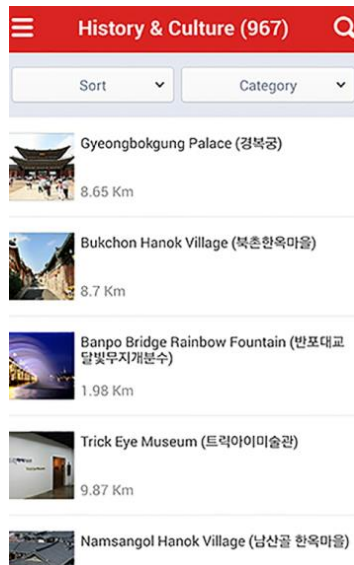 History & Culture (967)
Sort
Category
Gyeongbokgung Palace (경복궁)
8.65 Km
Bukchon Hanok Village (북촌한옥마을)
8.7 Km
Banpo Bridge Rainbow Fountain (반포대교
달빛무지개분수)
1.98 Km
Trick Eye Museum (트릭아이미술관)
9.87 Km
Namsangol Hanok Village (남산골 한옥마을)